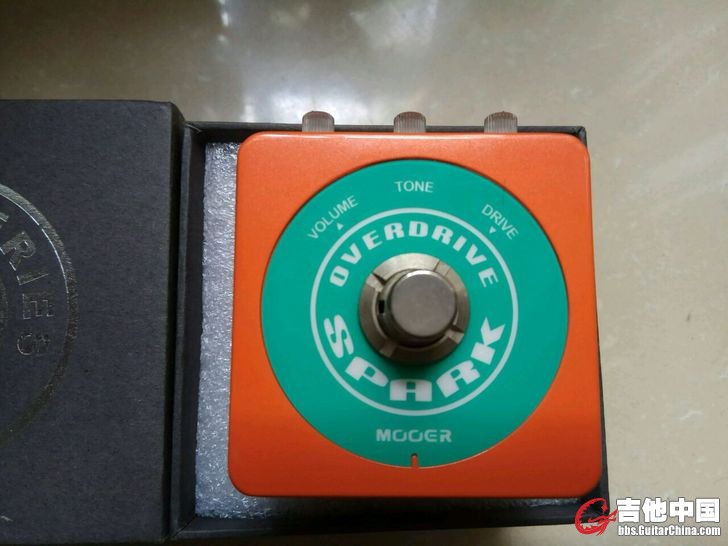 TONE
VOLUME
DRIVE
OVERDRIVE
SPARK
MOOER
吉他中国
bbs.GuitarChina.com